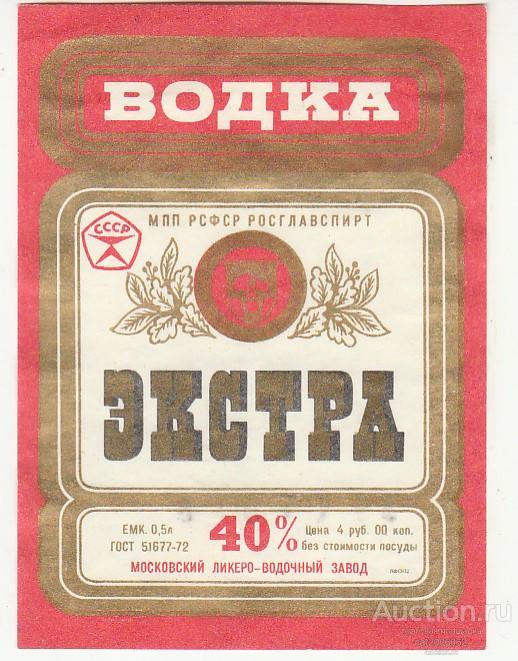 ВОДКА
МПП РСФСР РОСГЛАВСПИРТ
СССР
ЭКСТРА
ЕМК. 0,5л
ГОСТ 51677-72
40%
Цена 4 руб. 00 коп.
без стоимости посуды
МОСКОВСКИЙ ЛИКЕРО-ВОДОЧНЫЙ ЗАВОД
Auction.ru